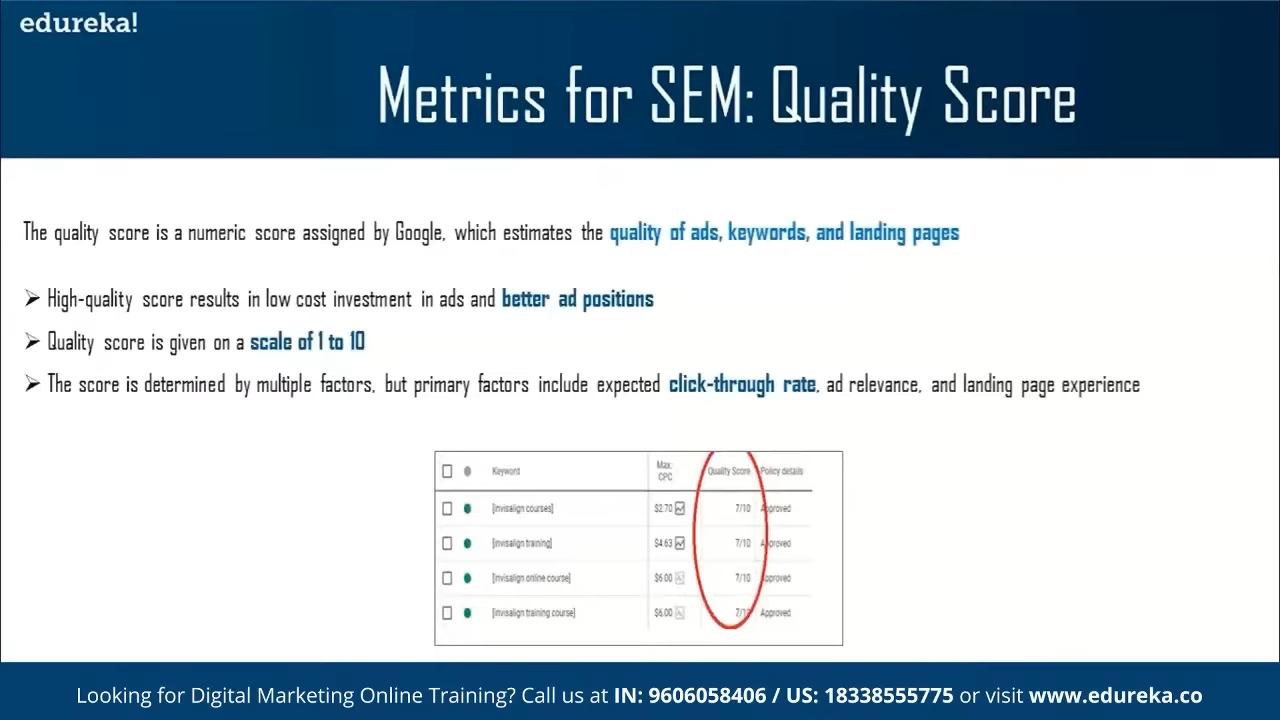 edureka!
Metrics for SEM: Quality Score
The quality score is a numeric score assigned by Google, which estimates the quality of ads, keywords, and landing pages
➢ High-quality score results in low cost investment in ads and better ad positions
➢ Quality score is given on a scale of 1 to 10
➢ The score is determined by multiple factors, but primary factors include expected click-through rate, ad relevance, and landing page experience
Keyword Max. CPC Quality Score Policy details
[invisalign courses] $2.70 7/10 Approved
[invisalign training] $4.63 7/10 Approved
[invisalign online course] $6.00 7/10 Approved
[invisalign training course] $6.00 7/10 Approved
Looking for Digital Marketing Online Training? Call us at IN: 9606058406 / US: 18338555775 or visit www.edureka.co